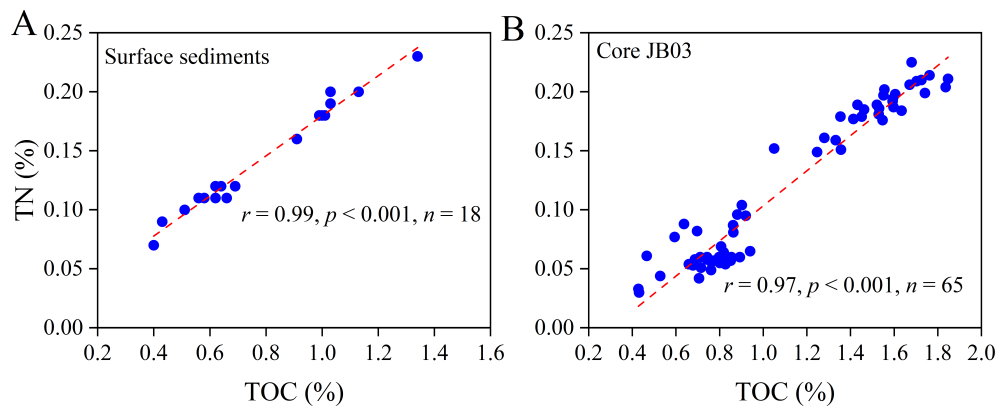 A
Surface sediments
r = 0.99, p < 0.001, n = 18
0.25
0.20
0.15
0.10
0.05
0.00
TN (%)
0.2 0.4 0.6 0.8 1.0 1.2 1.4 1.6
TOC (%)
B
Core JB03
r = 0.97, p < 0.001, n = 65
0.25
0.20
0.15
0.10
0.05
0.00
0.2 0.4 0.6 0.8 1.0 1.2 1.4 1.6 1.8 2.0
TOC (%)